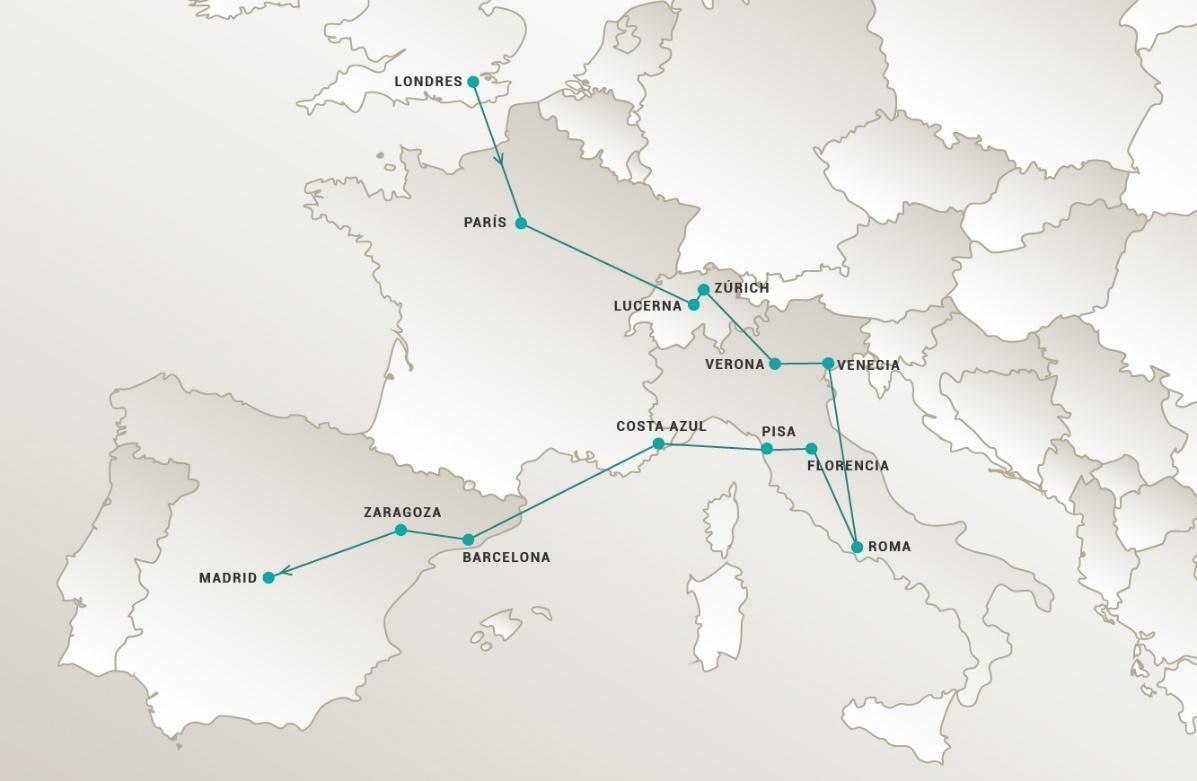 LONDRES
PARÍS
ZÚRICH
LUCERNA
VERONA
VENECIA
COSTA AZUL
PISA
FLORENCIA
ZARAGOZA
ROMA
BARCELONA
MADRID